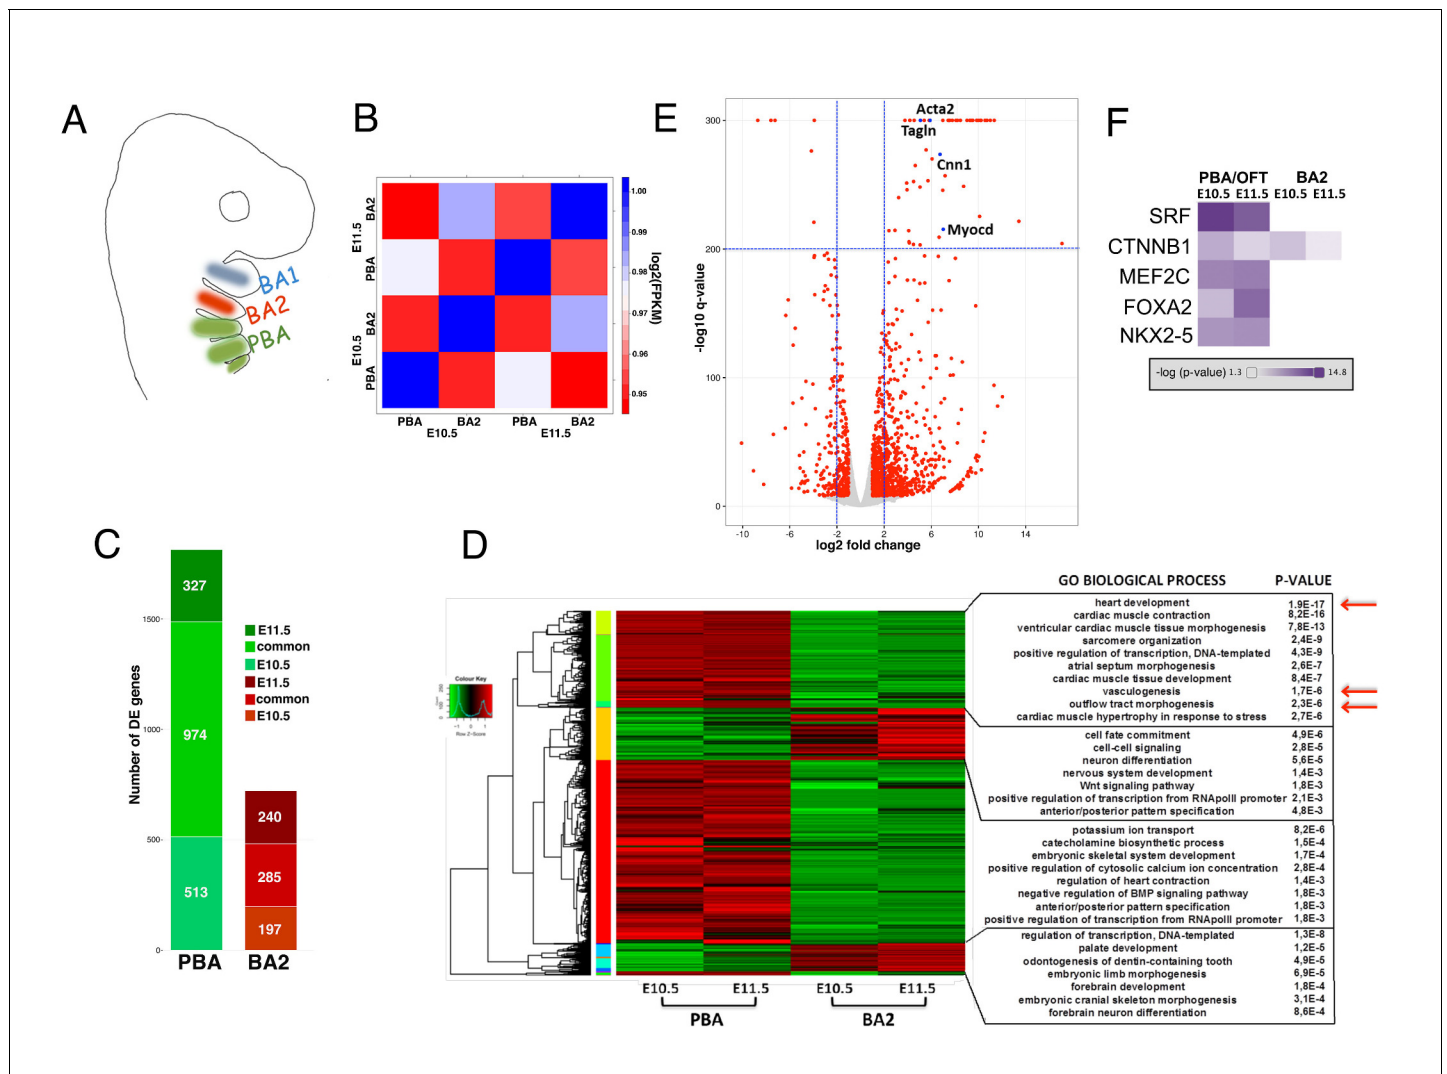 A
BA1
BA2
PBA
B
E11.5
BA2
PBA
E10.5
BA2
PBA
PBA BA2 PBA BA2
E10.5 E11.5
1.00
0.99
0.98
0.97
0.96
0.95
log2(FPKM)
C
Number of DE genes
1500
1000
500
0
327
974
513
240
285
197
PBA BA2
E11.5
common
E10.5
E11.5
common
E10.5
D
Colour Key
-1 0 1
Row Z-Score
E10.5 E11.5 E10.5 E11.5
PBA BA2
GO BIOLOGICAL PROCESS P-VALUE
heart development 1.9E-17
cardiac muscle contraction 8,2E-16
ventricular cardiac muscle tissue morphogenesis 7,8E-13
sarcomere organization 2,4E-9
positive regulation of transcription, DNA-templated 4,3E-9
atrial septum morphogenesis 2,6E-7
cardiac muscle tissue development 8,4E-7
vasculogenesis 1,7E-6
outflow tract morphogenesis 2,3E-6
cardiac muscle hypertrophy in response to stress 2,7E-6
cell fate commitment 4,9E-6
cell-cell signaling 2,8E-5
neuron differentiation 5,6E-5
nervous system development 1,4E-3
Wnt signaling pathway 1,8E-3
positive regulation of transcription from RNApolII promoter 2,1E-3
anterior/posterior pattern specification 4,8E-3
potassium ion transport 8,2E-6
catecholamine biosynthetic process 1,5E-4
embryonic skeletal system development 1,7E-4
positive regulation of cytosolic calcium ion concentration 2,8E-4
regulation of heart contraction 1,4E-3
negative regulation of BMP signaling pathway 1,8E-3
anterior/posterior pattern specification 1,8E-3
positive regulation of transcription from RNApolII promoter 1,8E-3
regulation of transcription, DNA-templated 1,3E-8
palate development 1,2E-5
odontogenesis of dentin-containing tooth 4,9E-5
embryonic limb morphogenesis 6,9E-5
forebrain development 1,8E-4
embryonic cranial skeleton morphogenesis 3,1E-4
forebrain neuron differentiation 8,6E-4
E
-log10 q-value
300
200
100
0
Acta2
Tagln
Cnn1
Myocd
-10 -6 -2 2 6 10 14
log2 fold change
F
PBA/OFT BA2
E10.5 E11.5 E10.5 E11.5
SRF
CTNNB1
MEF2C
FOXA2
NKX2-5
-log (p-value) 1.3 14.8